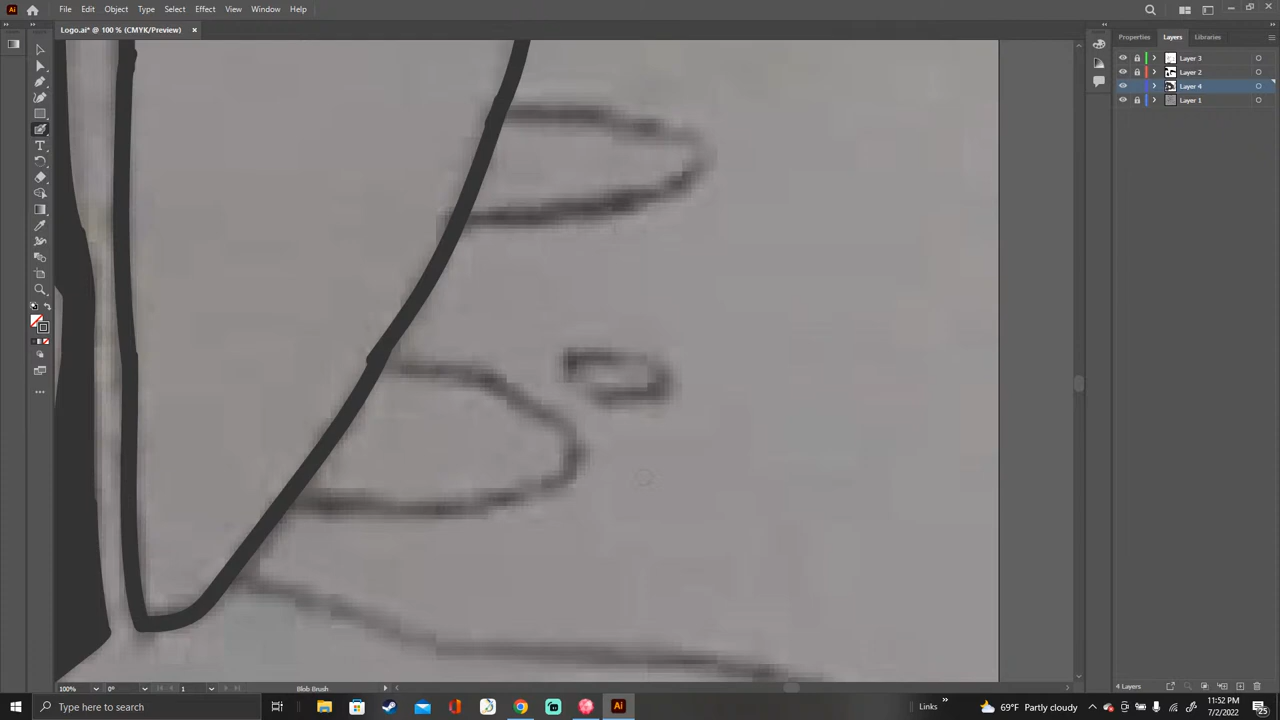 File Edit Object Type Select Effect View Window Help
Logo.ai* @ 100 % (CMYK/Preview) ×
Properties Layers Libraries
Layer 3
Layer 2
Layer 4
Layer 1
4 Layers
100% 0° 1 Blob Brush
Type here to search
Links
69°F Partly cloudy
11:52 PM
7/2/2022